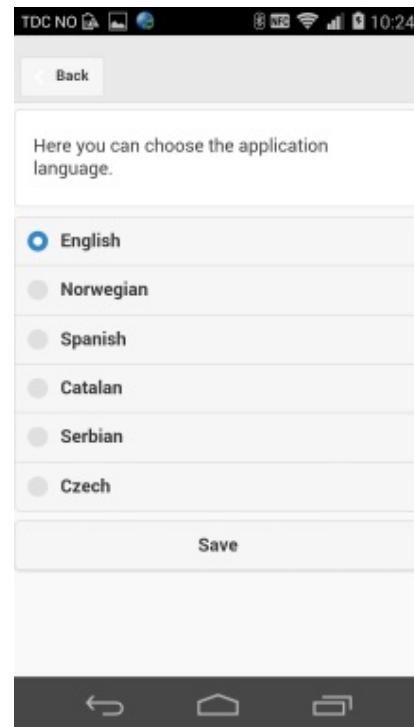 TDC NO
NFC
10:24
Back
Here you can choose the application
language.
English
Norwegian
Spanish
Catalan
Serbian
Czech
Save